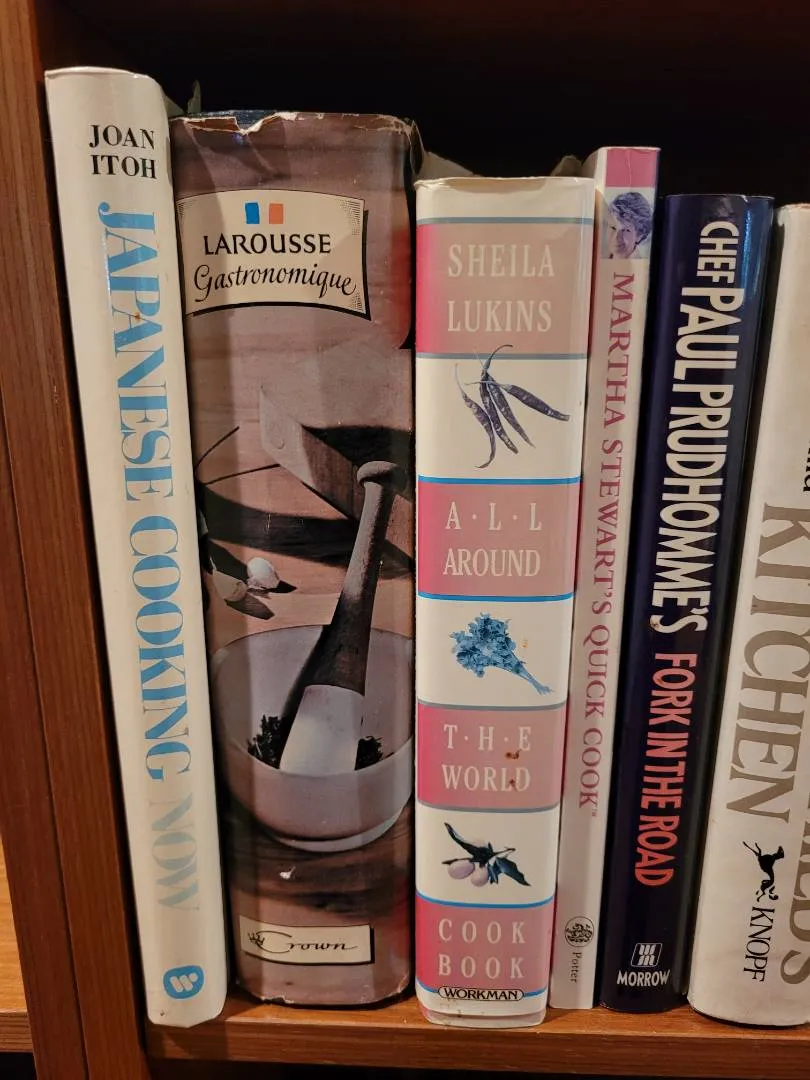 JOAN
ITOH
JAPANESE COOKING NOW
LAROUSSE
Gastronomique
Crown
SHEILA
LUKINS
A·L·L
AROUND
T·H·E
WORLD
COOK
BOOK
WORKMAN
MARTHA STEWART'S QUICK COOK™
Potter
CHEF PAUL PRUDHOMME'S FORK IN THE ROAD
MORROW
KITCHEN
KNOPF